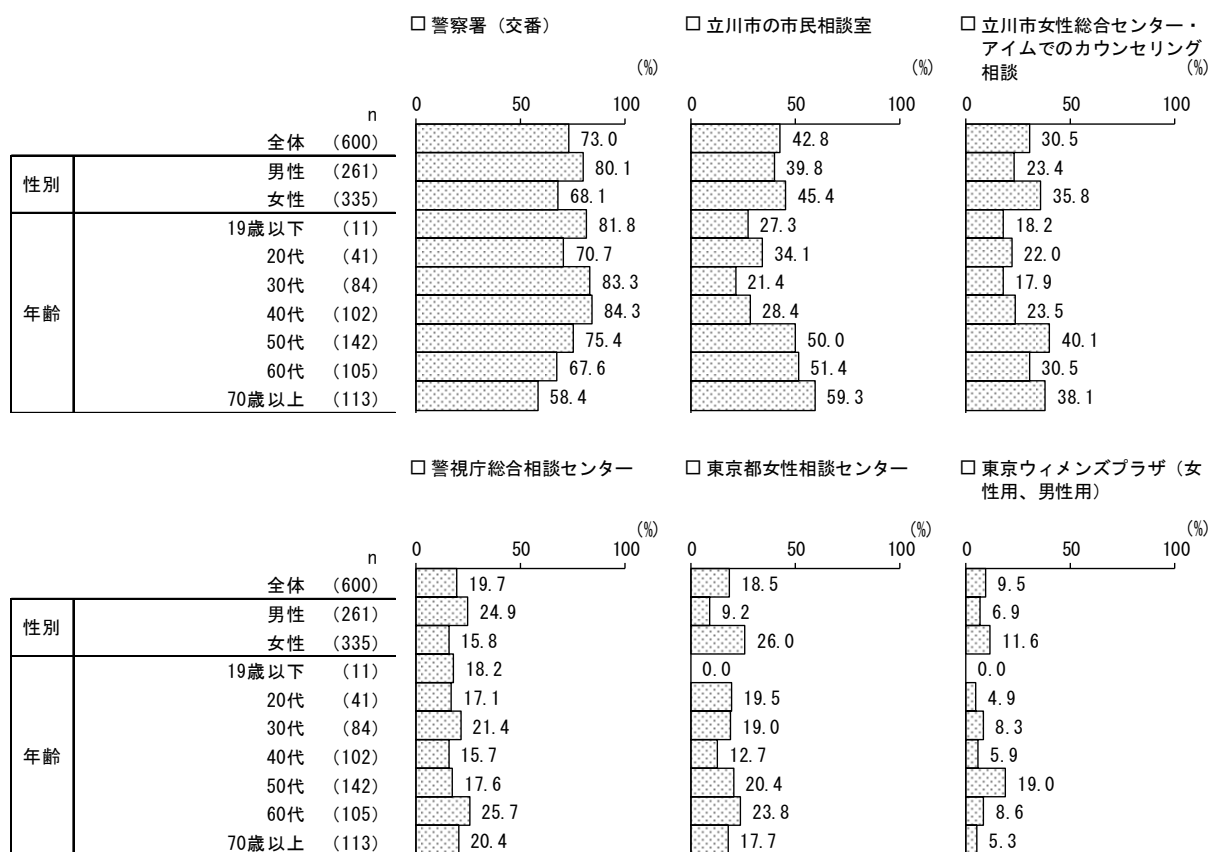 □ 警察署（交番）
□ 立川市の市民相談室
□ 立川市女性総合センター・
アイムでのカウンセリング
相談
(%) (%) (%)
n 0 50 100 0 50 100 0 50 100
全体 (600) 73.0 42.8 30.5
性別 男性 (261) 80.1 39.8 23.4
女性 (335) 68.1 45.4 35.8
年齢 19歳以下 (11) 81.8 27.3 18.2
20代 (41) 70.7 34.1 22.0
30代 (84) 83.3 21.4 17.9
40代 (102) 84.3 28.4 23.5
50代 (142) 75.4 50.0 40.1
60代 (105) 67.6 51.4 30.5
70歳以上 (113) 58.4 59.3 38.1
□ 警視庁総合相談センター
□ 東京都女性相談センター
□ 東京ウィメンズプラザ（女
性用、男性用）
(%) (%) (%)
n 0 50 100 0 50 100 0 50 100
全体 (600) 19.7 18.5 9.5
性別 男性 (261) 24.9 9.2 6.9
女性 (335) 15.8 26.0 11.6
年齢 19歳以下 (11) 18.2 0.0 0.0
20代 (41) 17.1 19.5 4.9
30代 (84) 21.4 19.0 8.3
40代 (102) 15.7 12.7 5.9
50代 (142) 17.6 20.4 19.0
60代 (105) 25.7 23.8 8.6
70歳以上 (113) 20.4 17.7 5.3